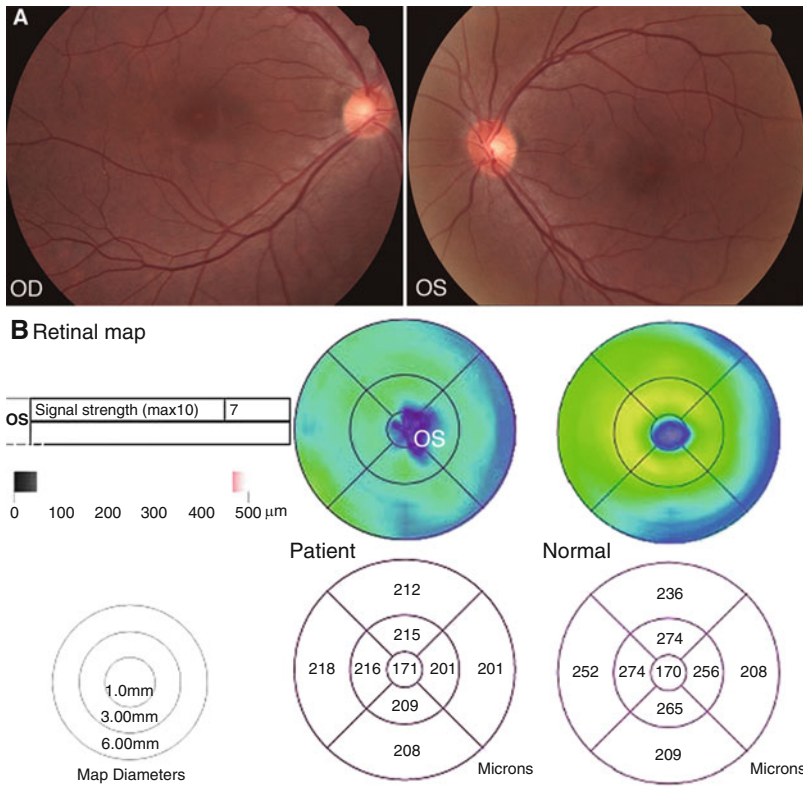 A
OD
OS
B Retinal map
OS Signal strength (max10) 7
0 100 200 300 400 500 μm
OS
Patient
Normal
1.0mm
3.00mm
6.00mm
Map Diameters
212
215
218 216 171 201 201
209
208
Microns
236
274
252 274 170 256 208
265
209
Microns